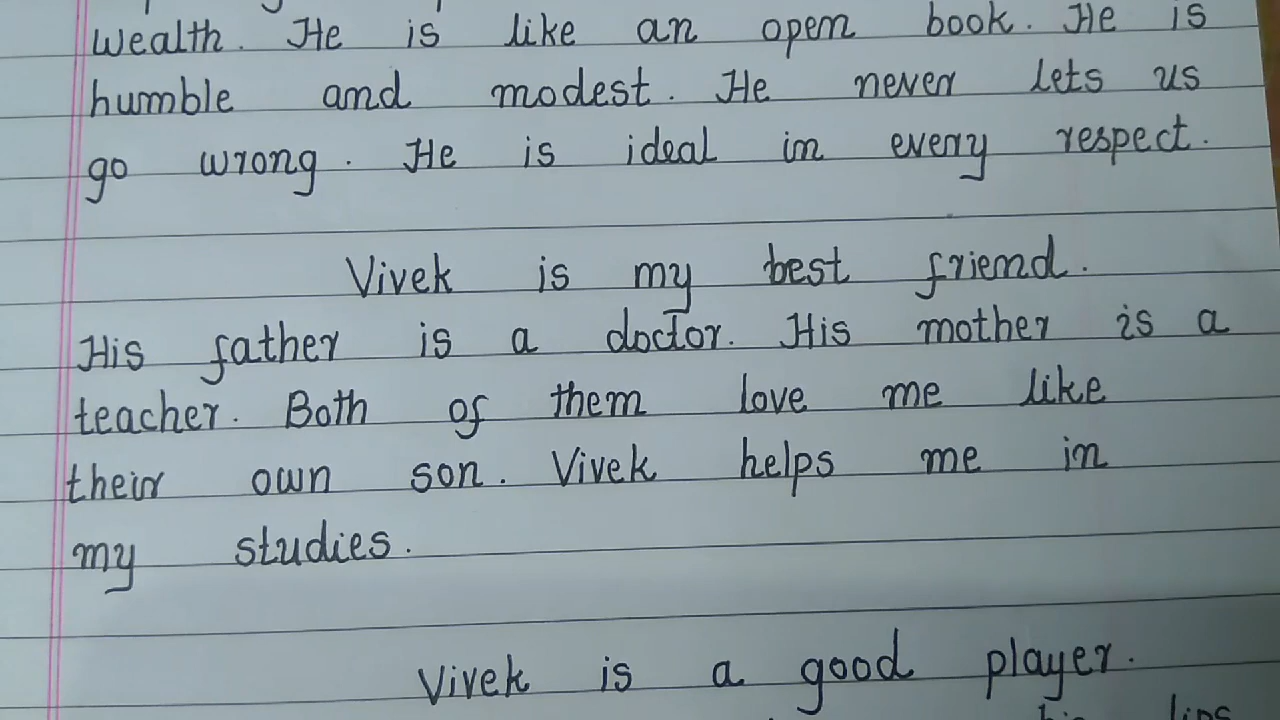 wealth. He is like an open book. He is
humble and modest. He never lets us
go wrong. He is ideal in every respect.
Vivek is my best friend.
His father is a doctor. His mother is a
teacher. Both of them love me like
their own son. Vivek helps me in
my studies.
Vivek is a good player.
lips